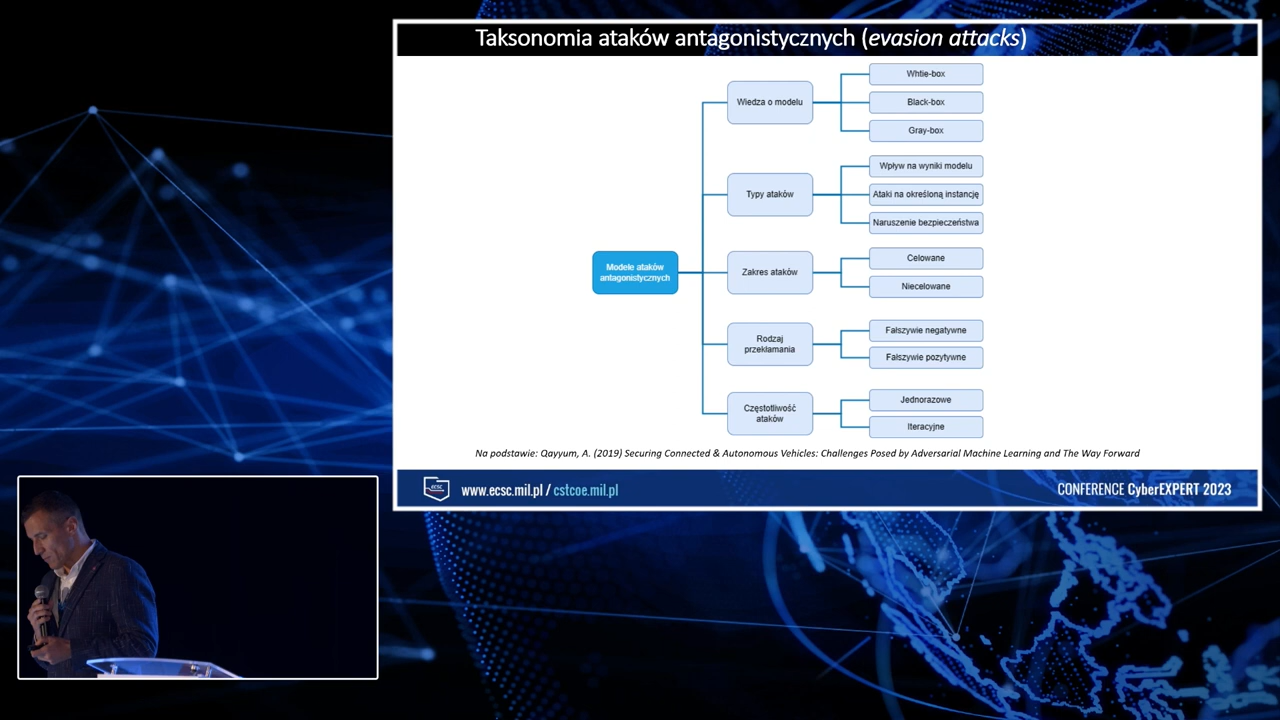 Taksonomia ataków antagonistycznych (evasion attacks)
Modele ataków
antagonistycznych
Wiedza o modelu
Whtie-box
Black-box
Gray-box
Typy ataków
Wpływ na wyniki modelu
Ataki na określoną instancję
Naruszenie bezpieczeństwa
Zakres ataków
Celowane
Niecelowane
Rodzaj
przekłamania
Fałszywie negatywne
Fałszywie pozytywne
Częstotliwość
ataków
Jednorazowe
Iteracyjne
Na podstawie: Qayyum, A. (2019) Securing Connected & Autonomous Vehicles: Challenges Posed by Adversarial Machine Learning and The Way Forward
ecsc
www.ecsc.mil.pl / cstcoe.mil.pl
CONFERENCE CyberEXPERT 2023